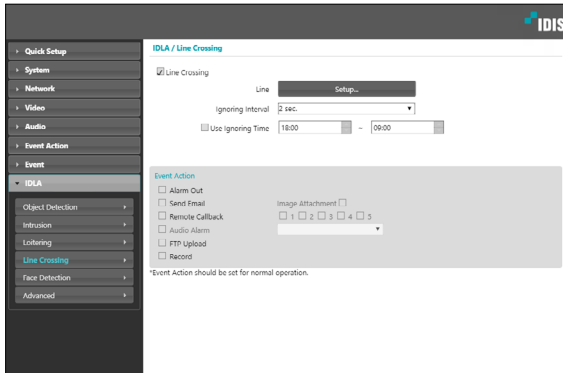 IDIS
Quick Setup
System
Network
Video
Audio
Event Action
Event
IDLA
Object Detection
Intrusion
Loitering
Line Crossing
Face Detection
Advanced
IDLA / Line Crossing
Line Crossing
Line Setup...
Ignoring Interval 2 sec.
Use Ignoring Time 18:00 ~ 09:00
Event Action
Alarm Out
Send Email Image Attachment
Remote Callback 1 2 3 4 5
Audio Alarm
FTP Upload
Record
*Event Action should be set for normal operation.